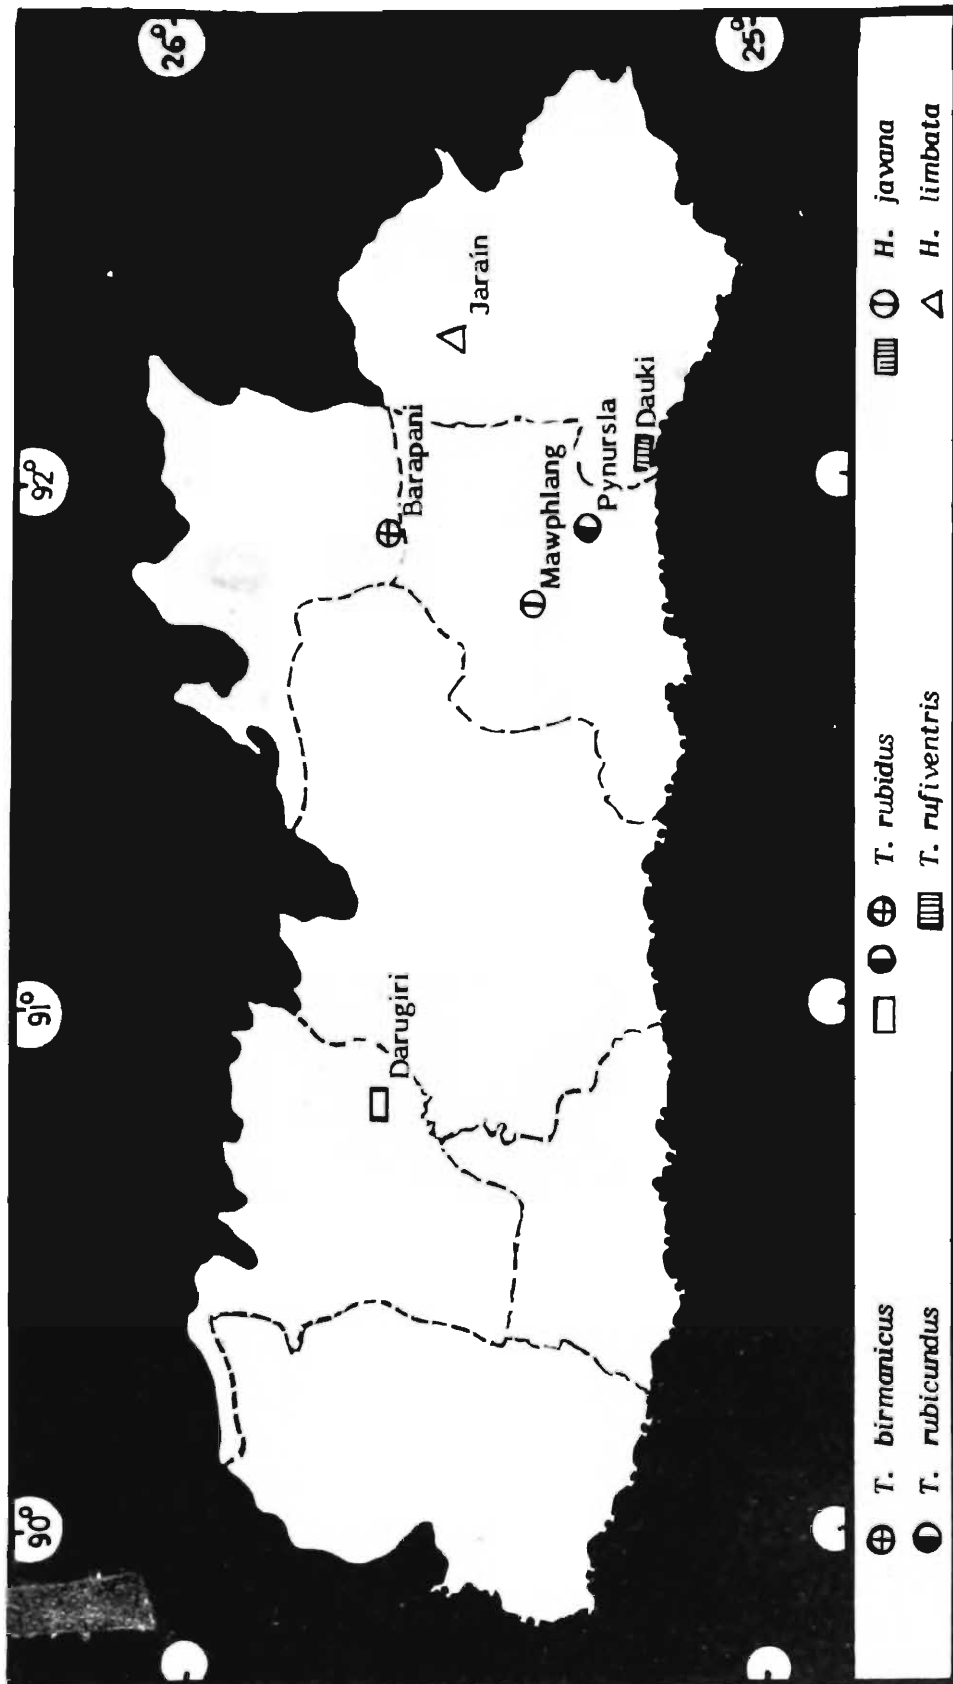 90° 91° 92°
26°
25°
Darugiri
Barapani
Jarain
Mawphlang
Pynursla
Dauki
T. birmanicus T. rubidus H. javana
T. rubicundus T. rufiventris H. limbata